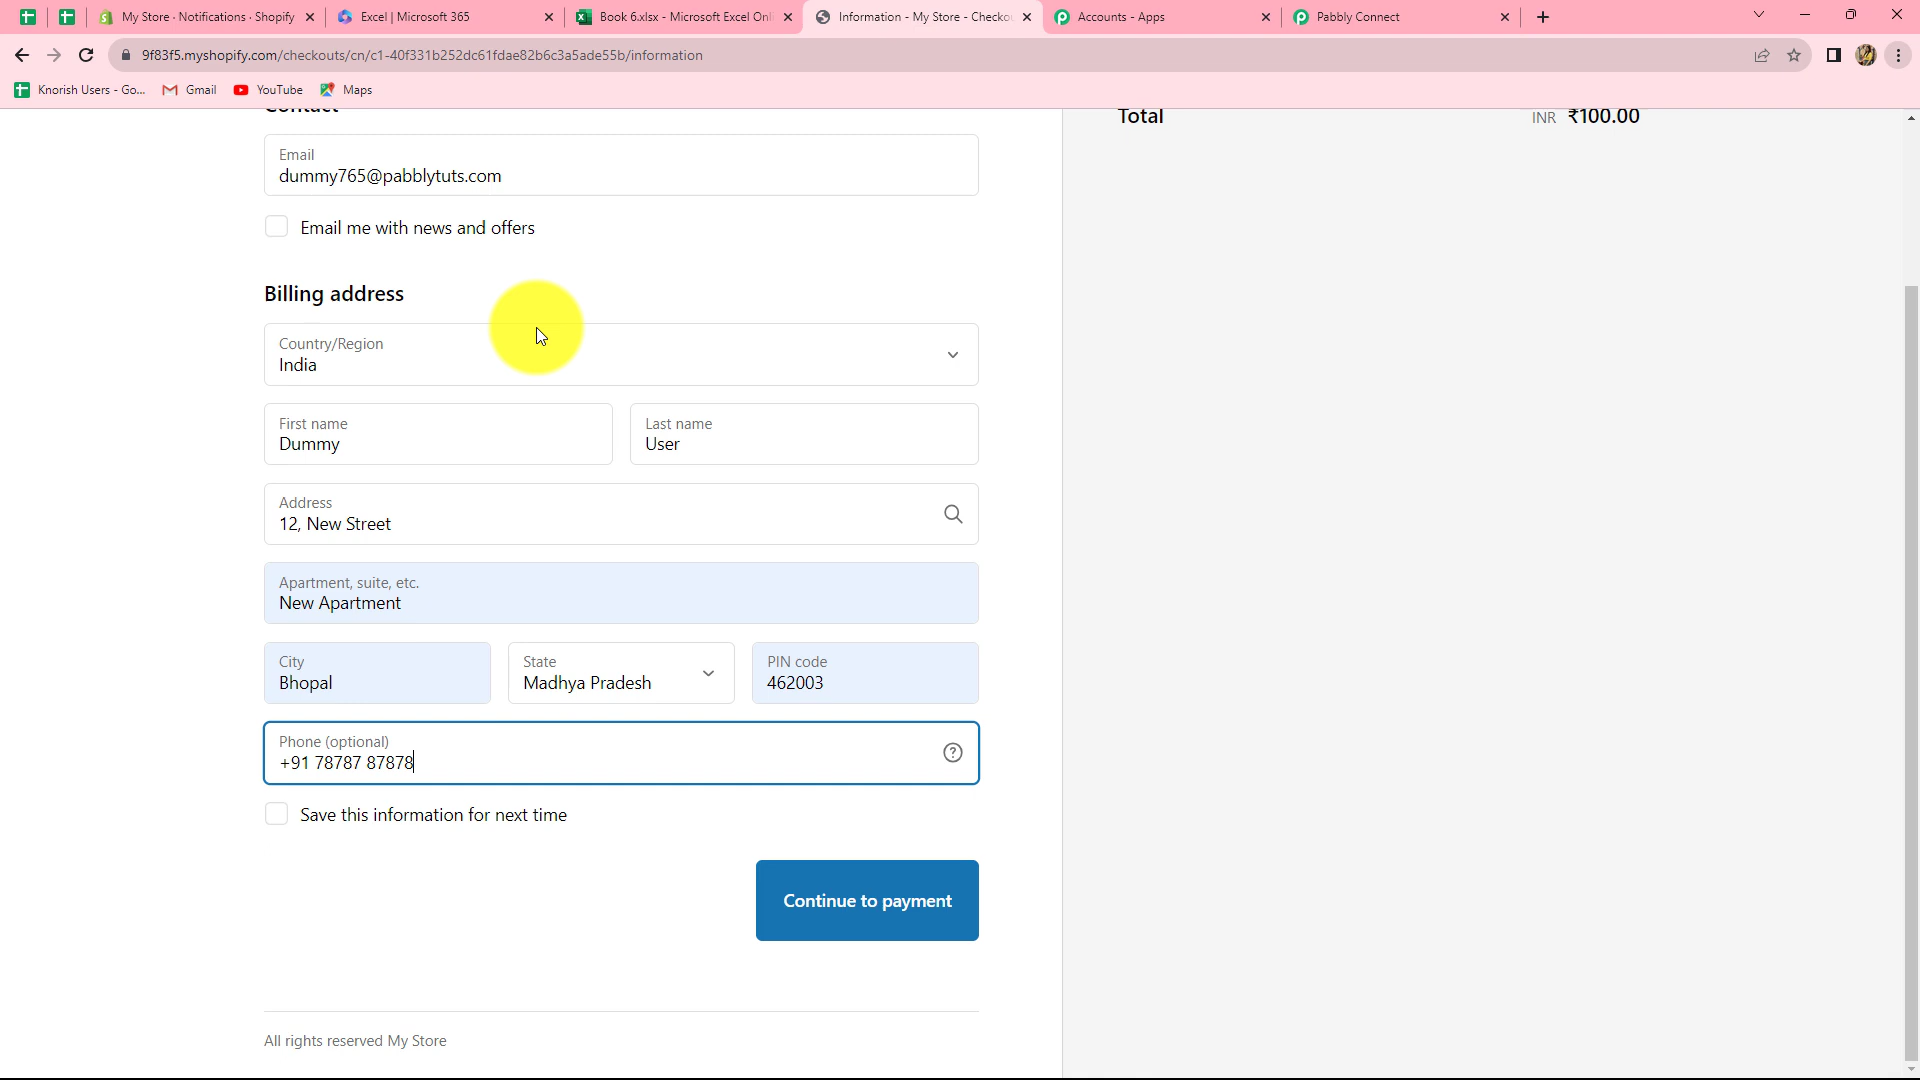 My Store · Notifications · Shopify
Excel | Microsoft 365
Book 6.xlsx - Microsoft Excel Onli
Information - My Store - Checkou
Accounts - Apps
Pabbly Connect
9f83f5.myshopify.com/checkouts/cn/c1-40f331b252dc61fdae82b6c3a5ade55b/information
Knorish Users - Go...
Gmail
YouTube
Maps
Contact
Total
INR ₹100.00
Email
dummy765@pabblytuts.com
Email me with news and offers
Billing address
Country/Region
India
First name
Dummy
Last name
User
Address
12, New Street
Apartment, suite, etc.
New Apartment
City
Bhopal
State
Madhya Pradesh
PIN code
462003
Phone (optional)
+91 78787 87878
Save this information for next time
Continue to payment
All rights reserved My Store